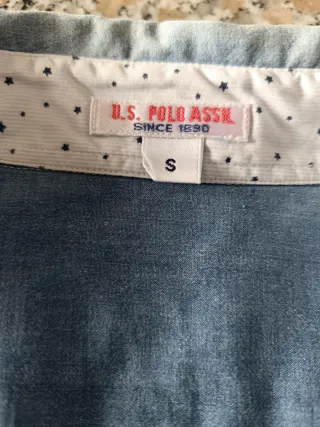 U.S. POLO ASSN.
SINCE 1890
S